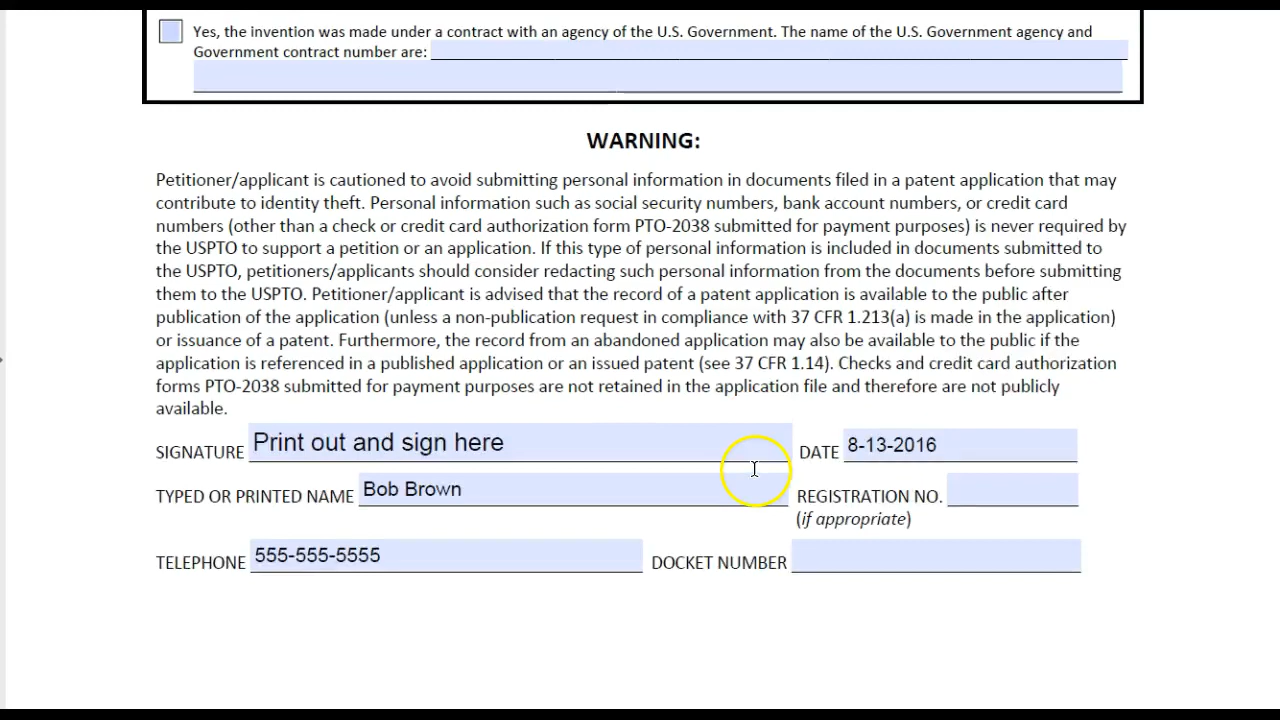 Yes, the invention was made under a contract with an agency of the U.S. Government. The name of the U.S. Government agency and
Government contract number are:
WARNING:
Petitioner/applicant is cautioned to avoid submitting personal information in documents filed in a patent application that may
contribute to identity theft. Personal information such as social security numbers, bank account numbers, or credit card
numbers (other than a check or credit card authorization form PTO-2038 submitted for payment purposes) is never required by
the USPTO to support a petition or an application. If this type of personal information is included in documents submitted to
the USPTO, petitioners/applicants should consider redacting such personal information from the documents before submitting
them to the USPTO. Petitioner/applicant is advised that the record of a patent application is available to the public after
publication of the application (unless a non-publication request in compliance with 37 CFR 1.213(a) is made in the application)
or issuance of a patent. Furthermore, the record from an abandoned application may also be available to the public if the
application is referenced in a published application or an issued patent (see 37 CFR 1.14). Checks and credit card authorization
forms PTO-2038 submitted for payment purposes are not retained in the application file and therefore are not publicly
available.
SIGNATURE Print out and sign here DATE 8-13-2016
TYPED OR PRINTED NAME Bob Brown REGISTRATION NO.
(if appropriate)
TELEPHONE 555-555-5555 DOCKET NUMBER